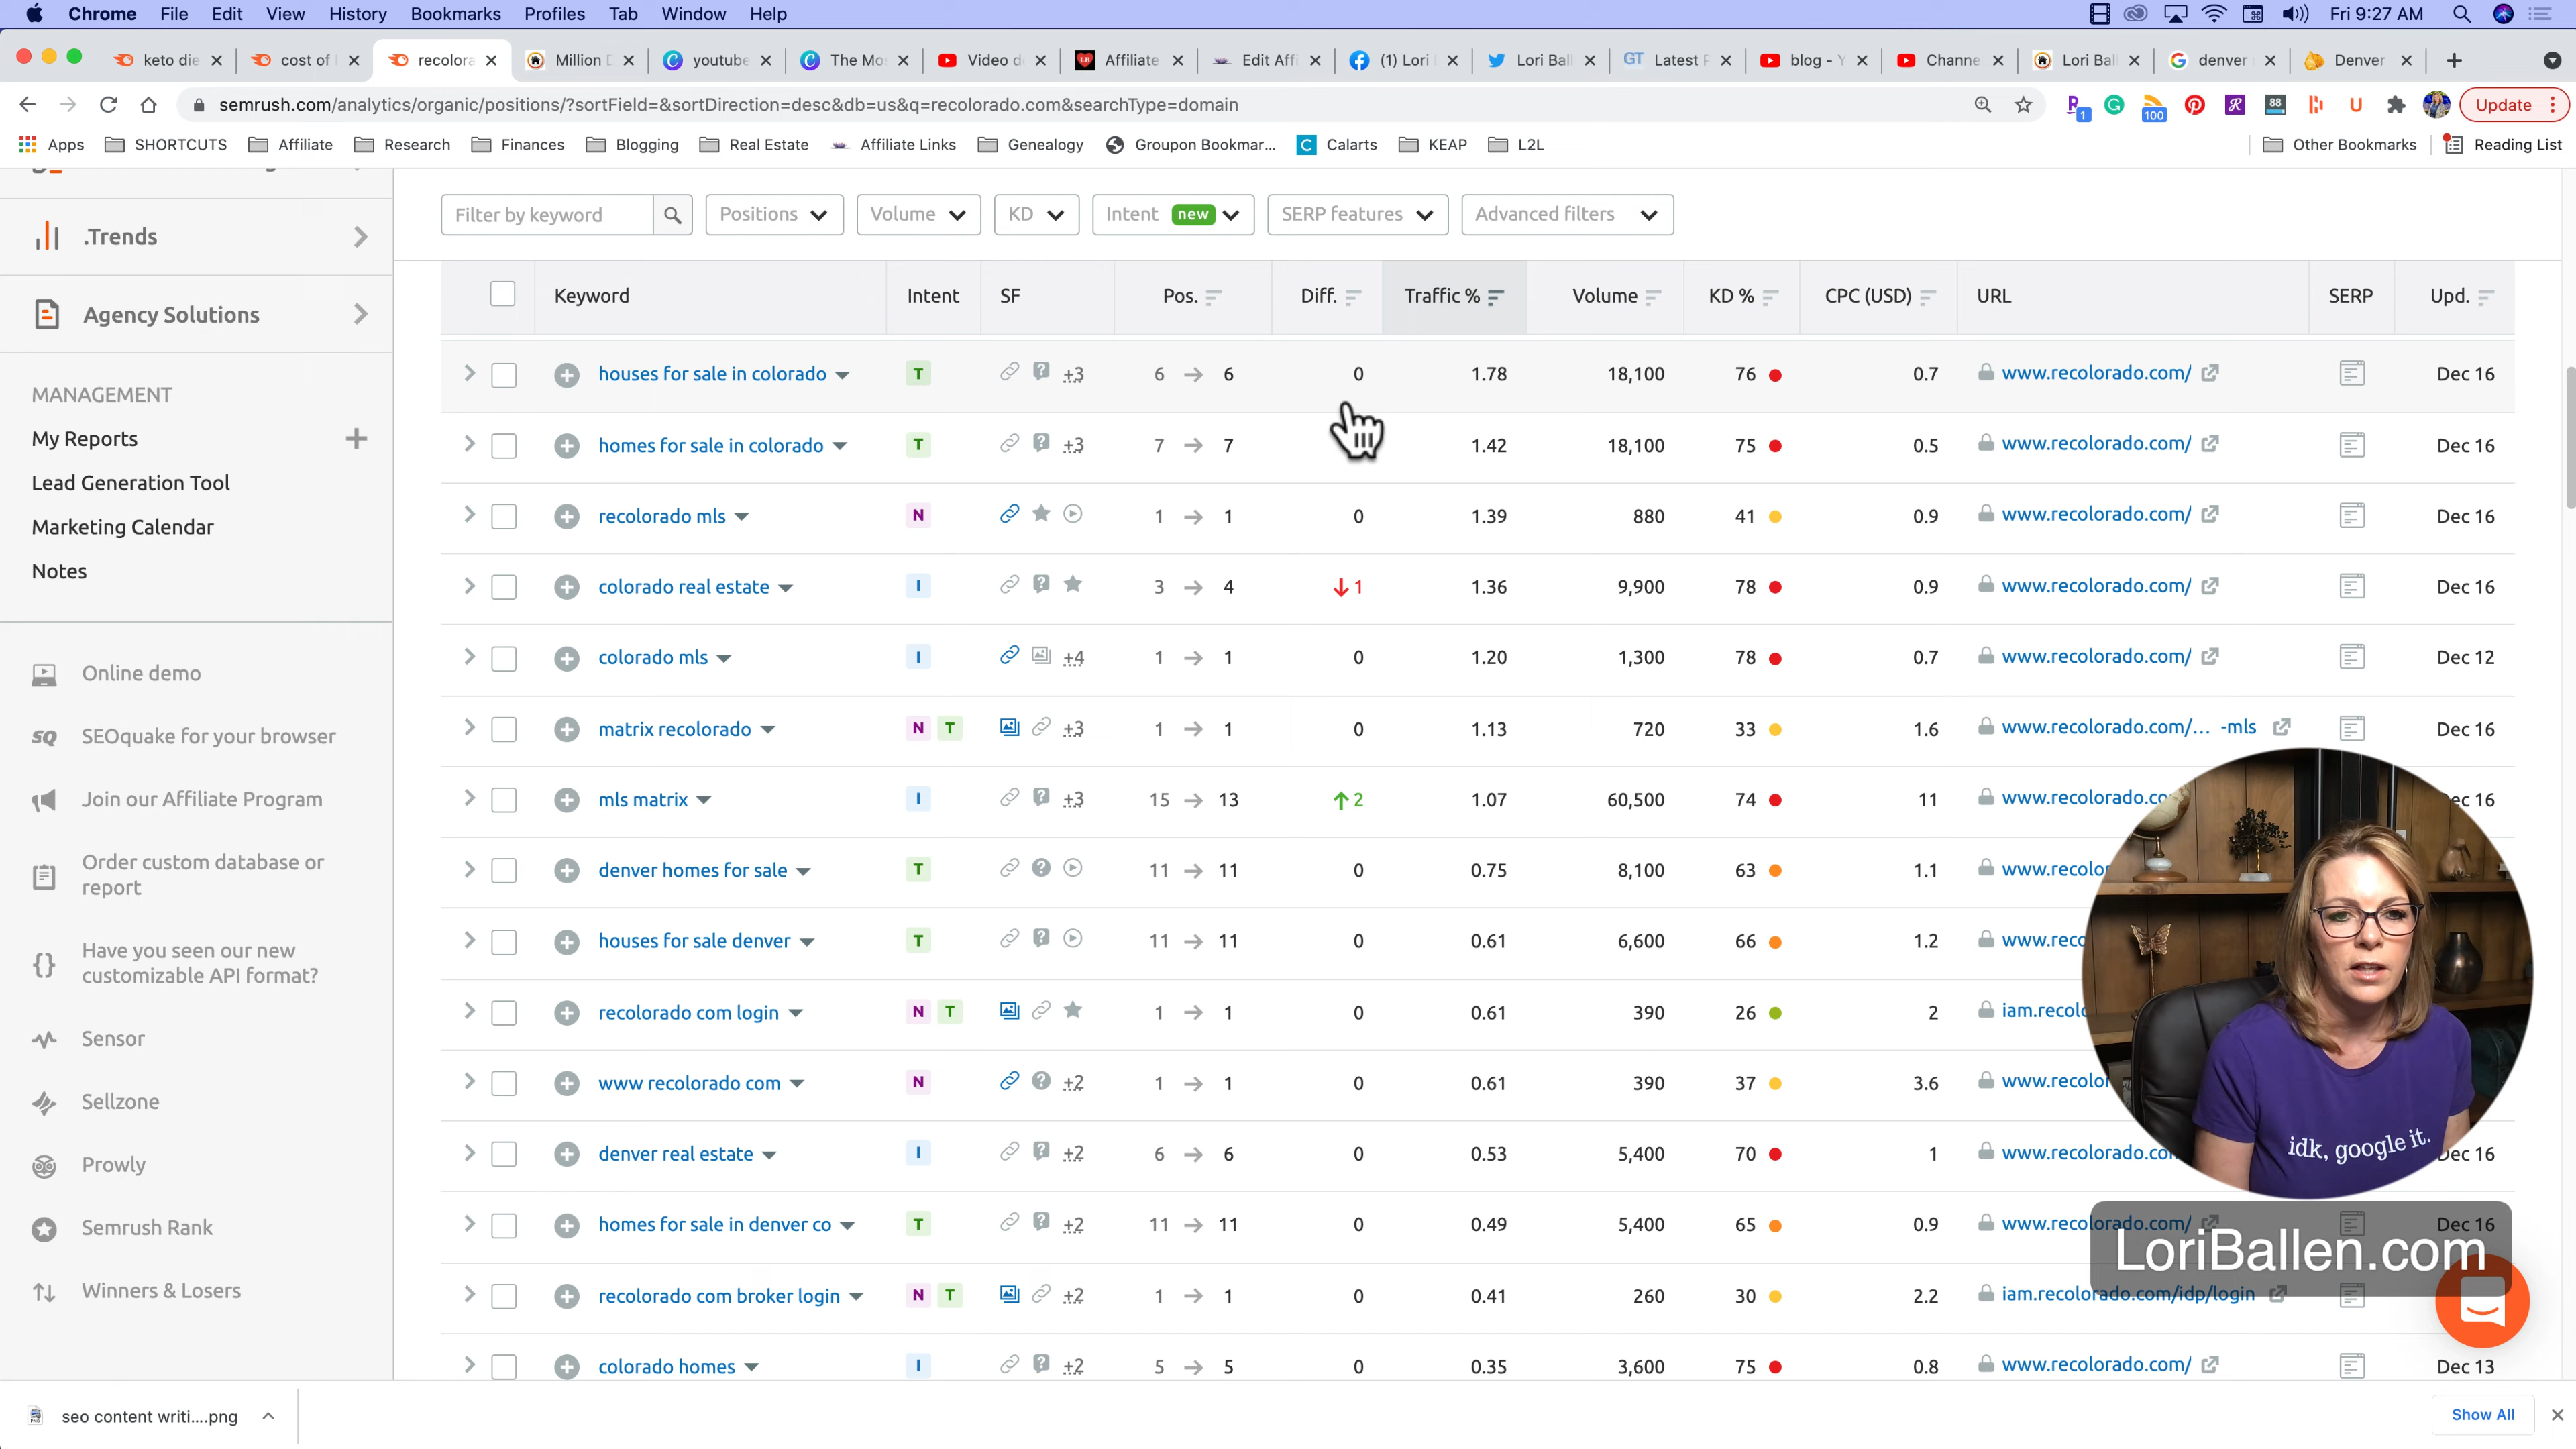 Chrome File Edit View History Bookmarks Profiles Tab Window Help Fri 9:27 AM
keto die cost of recolora Million D youtube The Mo Video d Affiliate Edit Affi (1) Lori Lori Ball GT Latest P blog - Y Channe Lori Ball denver Denver
semrush.com/analytics/organic/positions/?sortField=&sortDirection=desc&db=us&q=recolorado.com&searchType=domain 1 100 88 Update
Apps SHORTCUTS Affiliate Research Finances Blogging Real Estate Affiliate Links Genealogy Groupon Bookmar... Calarts KEAP L2L Other Bookmarks Reading List
Filter by keyword Positions Volume KD Intent new SERP features Advanced filters
.Trends
Agency Solutions
MANAGEMENT
My Reports
Lead Generation Tool
Marketing Calendar
Notes
Online demo
SEOquake for your browser
Join our Affiliate Program
Order custom database or
report
Have you seen our new
customizable API format?
Sensor
Sellzone
Prowly
Semrush Rank
Winners & Losers
Keyword Intent SF Pos. Diff. Traffic % Volume KD % CPC (USD) URL SERP Upd.
houses for sale in colorado T +3 6 → 6 0 1.78 18,100 76 0.7 www.recolorado.com/ Dec 16
homes for sale in colorado T +3 7 → 7 0 1.42 18,100 75 0.5 www.recolorado.com/ Dec 16
recolorado mls N 1 → 1 0 1.39 880 41 0.9 www.recolorado.com/ Dec 16
colorado real estate I 3 → 4 ↓1 1.36 9,900 78 0.9 www.recolorado.com/ Dec 16
colorado mls I +4 1 → 1 0 1.20 1,300 78 0.7 www.recolorado.com/ Dec 12
matrix recolorado N T +3 1 → 1 0 1.13 720 33 1.6 www.recolorado.com/... -mls Dec 16
mls matrix I +3 15 → 13 ↑2 1.07 60,500 74 11 www.recolorado.co ec 16
denver homes for sale T 11 → 11 0 0.75 8,100 63 1.1 www.recolor
houses for sale denver T 11 → 11 0 0.61 6,600 66 1.2 www.reco
recolorado com login N T 1 → 1 0 0.61 390 26 2 iam.recolo
www recolorado com N +2 1 → 1 0 0.61 390 37 3.6 www.recol
denver real estate I +2 6 → 6 0 0.53 5,400 70 1 www.recolorado.co Dec 16
homes for sale in denver co T +2 11 → 11 0 0.49 5,400 65 0.9 www.recolorado.com/ Dec 16
recolorado com broker login N T +2 1 → 1 0 0.41 260 30 2.2 iam.recolorado.com/idp/login
colorado homes I +2 5 → 5 0 0.35 3,600 75 0.8 www.recolorado.com/ Dec 13
idk, google it.
LoriBallen.com
seo content writi....png Show All